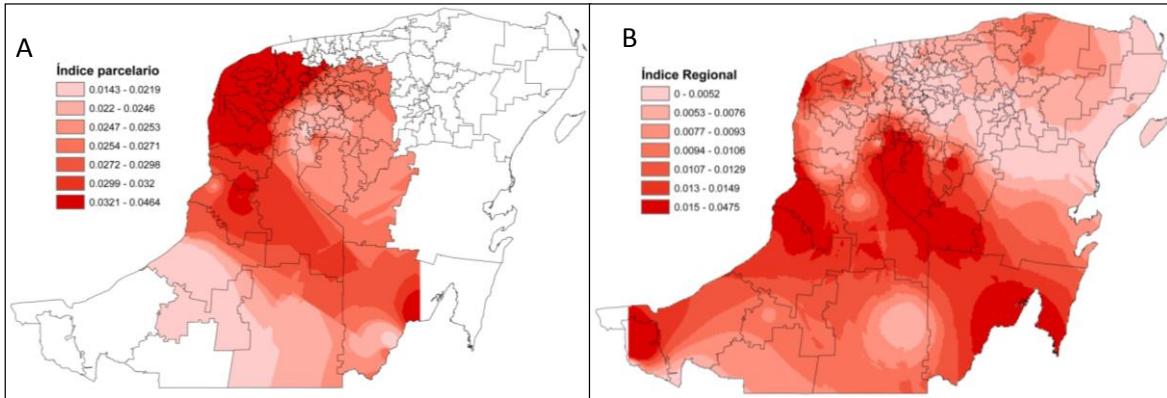 A
Índice parcelario
0.0143 - 0.0219
0.022 - 0.0246
0.0247 - 0.0253
0.0254 - 0.0271
0.0272 - 0.0298
0.0299 - 0.032
0.0321 - 0.0464
B
Índice Regional
0 - 0.0052
0.0053 - 0.0076
0.0077 - 0.0093
0.0094 - 0.0106
0.0107 - 0.0129
0.013 - 0.0149
0.015 - 0.0475